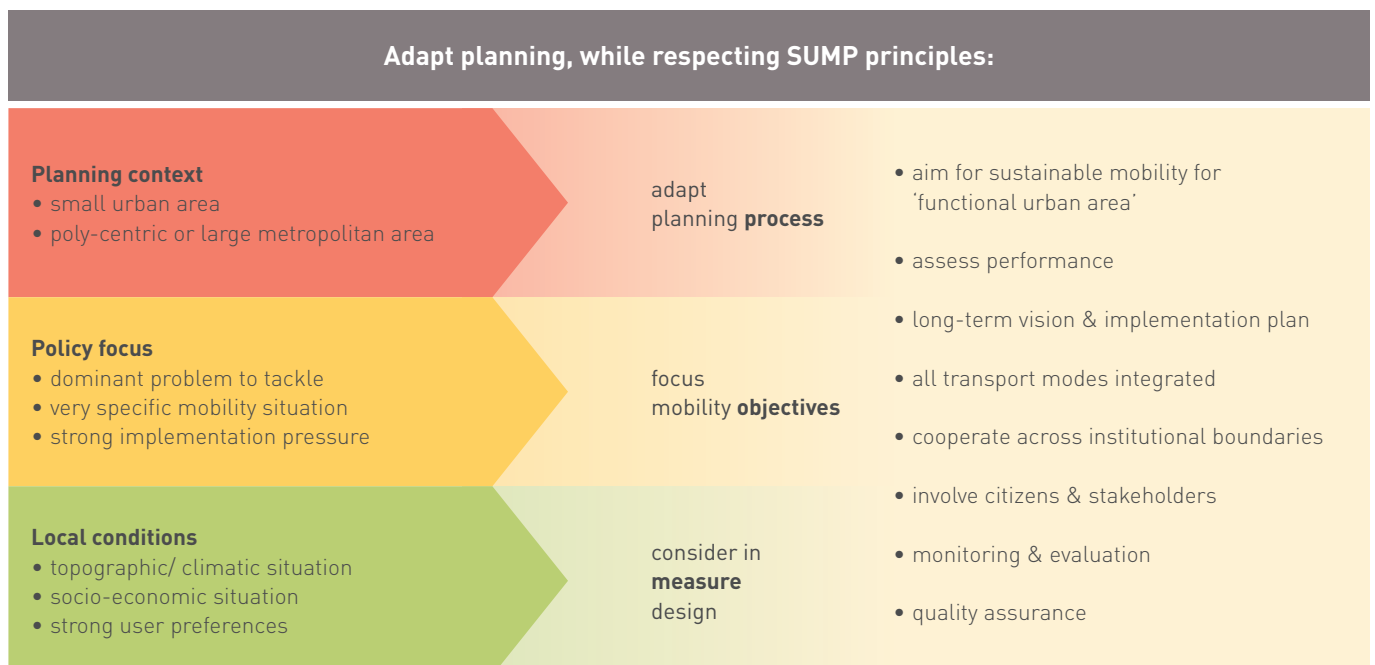 Adapt planning, while respecting SUMP principles:
Planning context
• small urban area
• poly-centric or large metropolitan area
adapt
planning process
Policy focus
• dominant problem to tackle
• very specific mobility situation
• strong implementation pressure
focus
mobility objectives
Local conditions
• topographic/ climatic situation
• socio-economic situation
• strong user preferences
consider in
measure
design
• aim for sustainable mobility for
‘functional urban area’
• assess performance
• long-term vision & implementation plan
• all transport modes integrated
• cooperate across institutional boundaries
• involve citizens & stakeholders
• monitoring & evaluation
• quality assurance